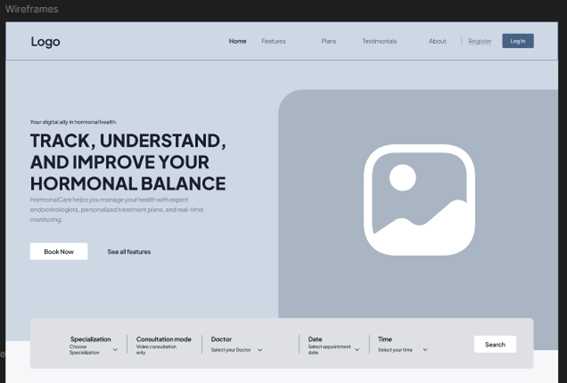 Wireframes
Logo
Home Features Plans Testimonials About Register Log In
Your digital ally in hormonal health.
TRACK, UNDERSTAND,
AND IMPROVE YOUR
HORMONAL BALANCE
HormonalCare helps you manage your health with expert
endocrinologists, personalized treatment plans, and real-time
monitoring.
Book Now See all features
Specialization
Choose
Specialization
Consultation mode
Video consultation
only
Doctor
Select your Doctor
Date
Select appointment
date
Time
Select your time
Search